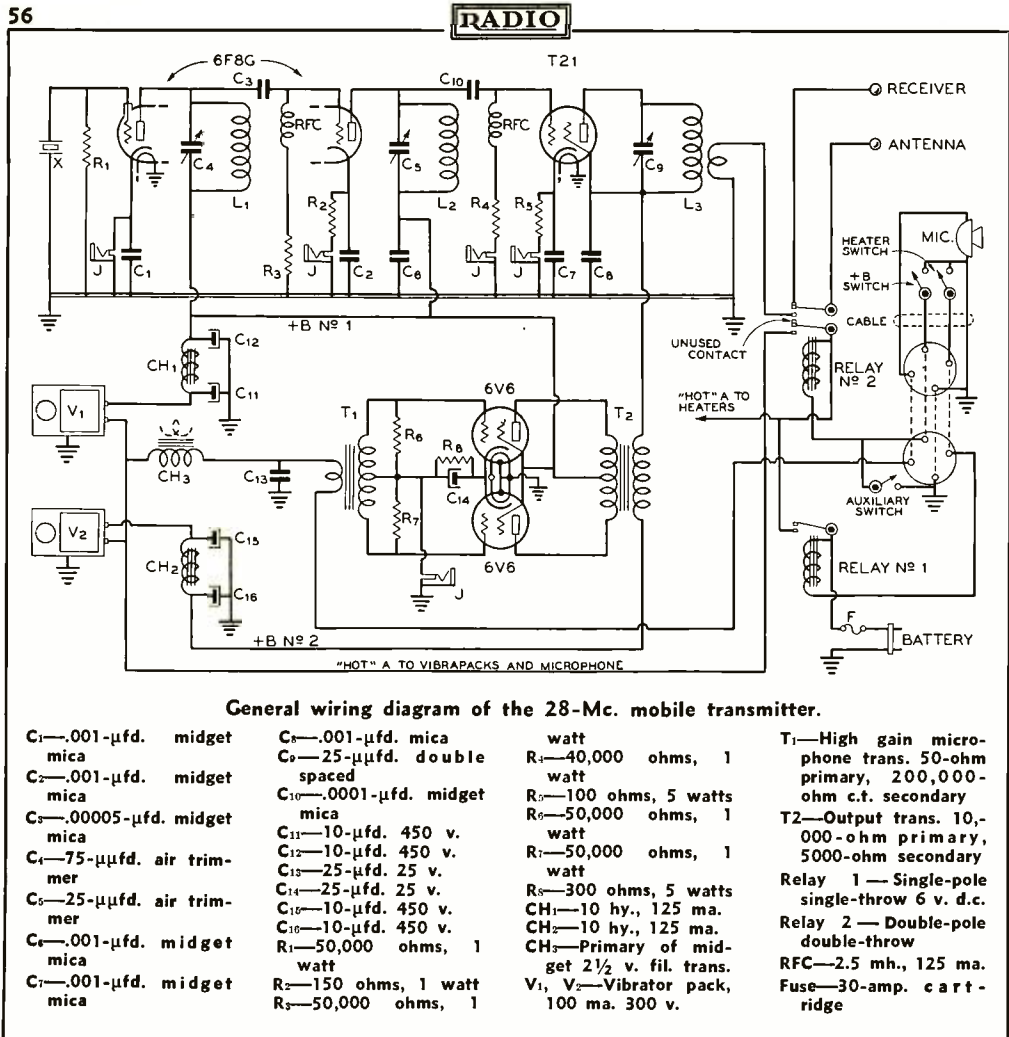 56
RADIO
6F8G
T21
C3
C10
RECEIVER
RFC
RFC
ANTENNA
X
R1
C4
C5
C9
L1
R2
L2
R4
R5
L3
MIC.
HEATER
SWITCH
+B
SWITCH
J
C1
R3
J
C2
C6
J
J
C7
C8
CABLE
+B Nº 1
UNUSED
CONTACT
C12
CH1
RELAY
Nº 2
C11
6V6
V1
T1
T2
"HOT" A TO
HEATERS
R6
R8
CH3
C13
C14
AUXILIARY
SWITCH
R7
V2
C15
CH2
6V6
J
RELAY Nº 1
C16
F
+B Nº 2
BATTERY
"HOT" A TO VIBRAPACKS AND MICROPHONE
General wiring diagram of the 28-Mc. mobile transmitter.
C1—.001-µfd. midget
mica
C2—.001-µfd. midget
mica
C3—.00005-µfd. midget
mica
C4—75-µµfd. air trim-
mer
C5—25-µµfd. air trim-
mer
C6—.001-µfd. midget
mica
C7—.001-µfd. midget
mica
C8—.001-µfd. mica
C9—25-µµfd. double
spaced
C10—.0001-µfd. midget
mica
C11—10-µfd. 450 v.
C12—10-µfd. 450 v.
C13—25-µfd. 25 v.
C14—25-µfd. 25 v.
C15—10-µfd. 450 v.
C16—10-µfd. 450 v.
R1—50,000 ohms, 1
watt
R2—150 ohms, 1 watt
R3—50,000 ohms, 1
watt
R4—40,000 ohms, 1
watt
R5—100 ohms, 5 watts
R6—50,000 ohms, 1
watt
R7—50,000 ohms, 1
watt
R8—300 ohms, 5 watts
CH1—10 hy., 125 ma.
CH2—10 hy., 125 ma.
CH3—Primary of mid-
get 2½ v. fil. trans.
V1, V2—Vibrator pack,
100 ma. 300 v.
T1—High gain micro-
phone trans. 50-ohm
primary, 200,000-
ohm c.t. secondary
T2—Output trans. 10,-
000-ohm primary,
5000-ohm secondary
Relay 1 — Single-pole
single-throw 6 v. d.c.
Relay 2 — Double-pole
double-throw
RFC—2.5 mh., 125 ma.
Fuse—30-amp. cart-
ridge